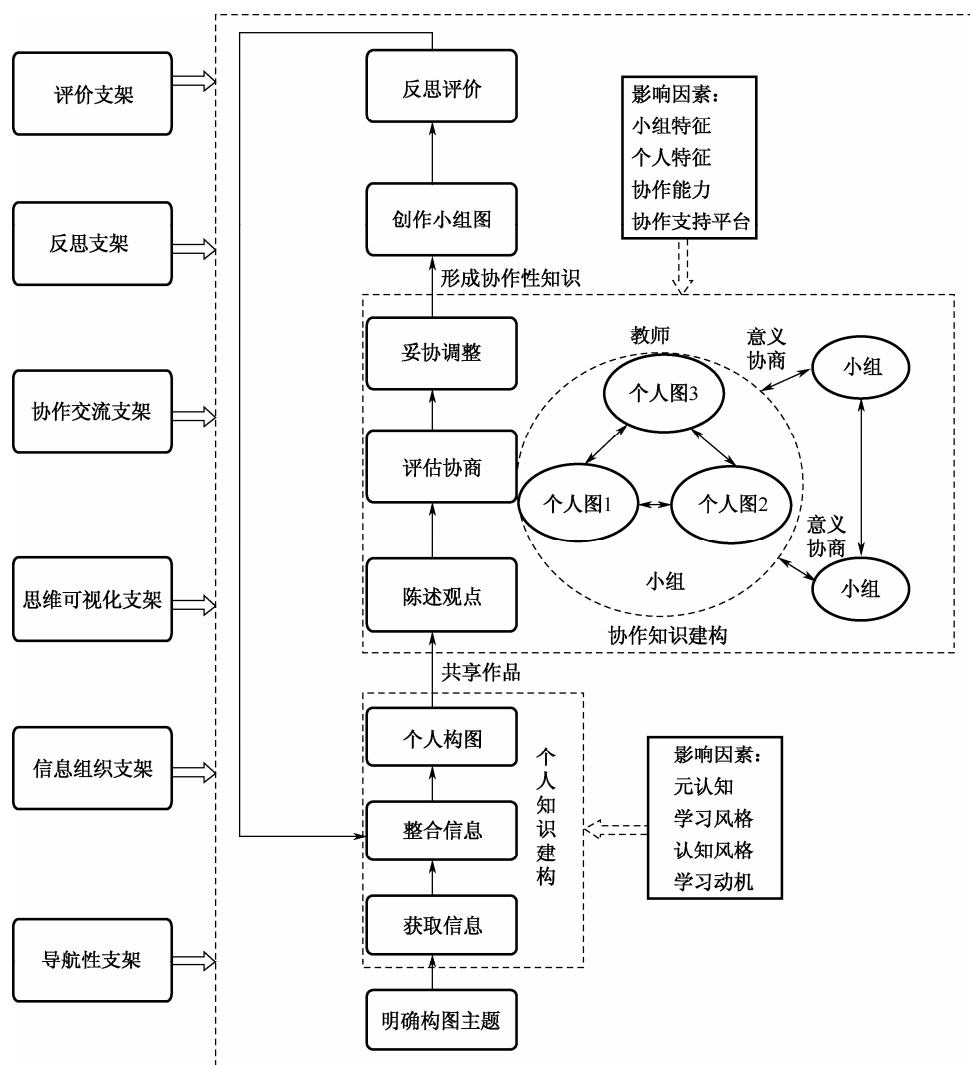 评价支架
反思支架
协作交流支架
思维可视化支架
信息组织支架
导航性支架
反思评价
创作小组图
形成协作性知识
妥协调整
评估协商
陈述观点
共享作品
个人构图
整合信息
获取信息
明确构图主题
个人知识建构
影响因素：
小组特征
个人特征
协作能力
协作支持平台
教师
个人图3
个人图1
个人图2
小组
协作知识建构
意义
协商
小组
意义
协商
小组
影响因素：
元认知
学习风格
认知风格
学习动机